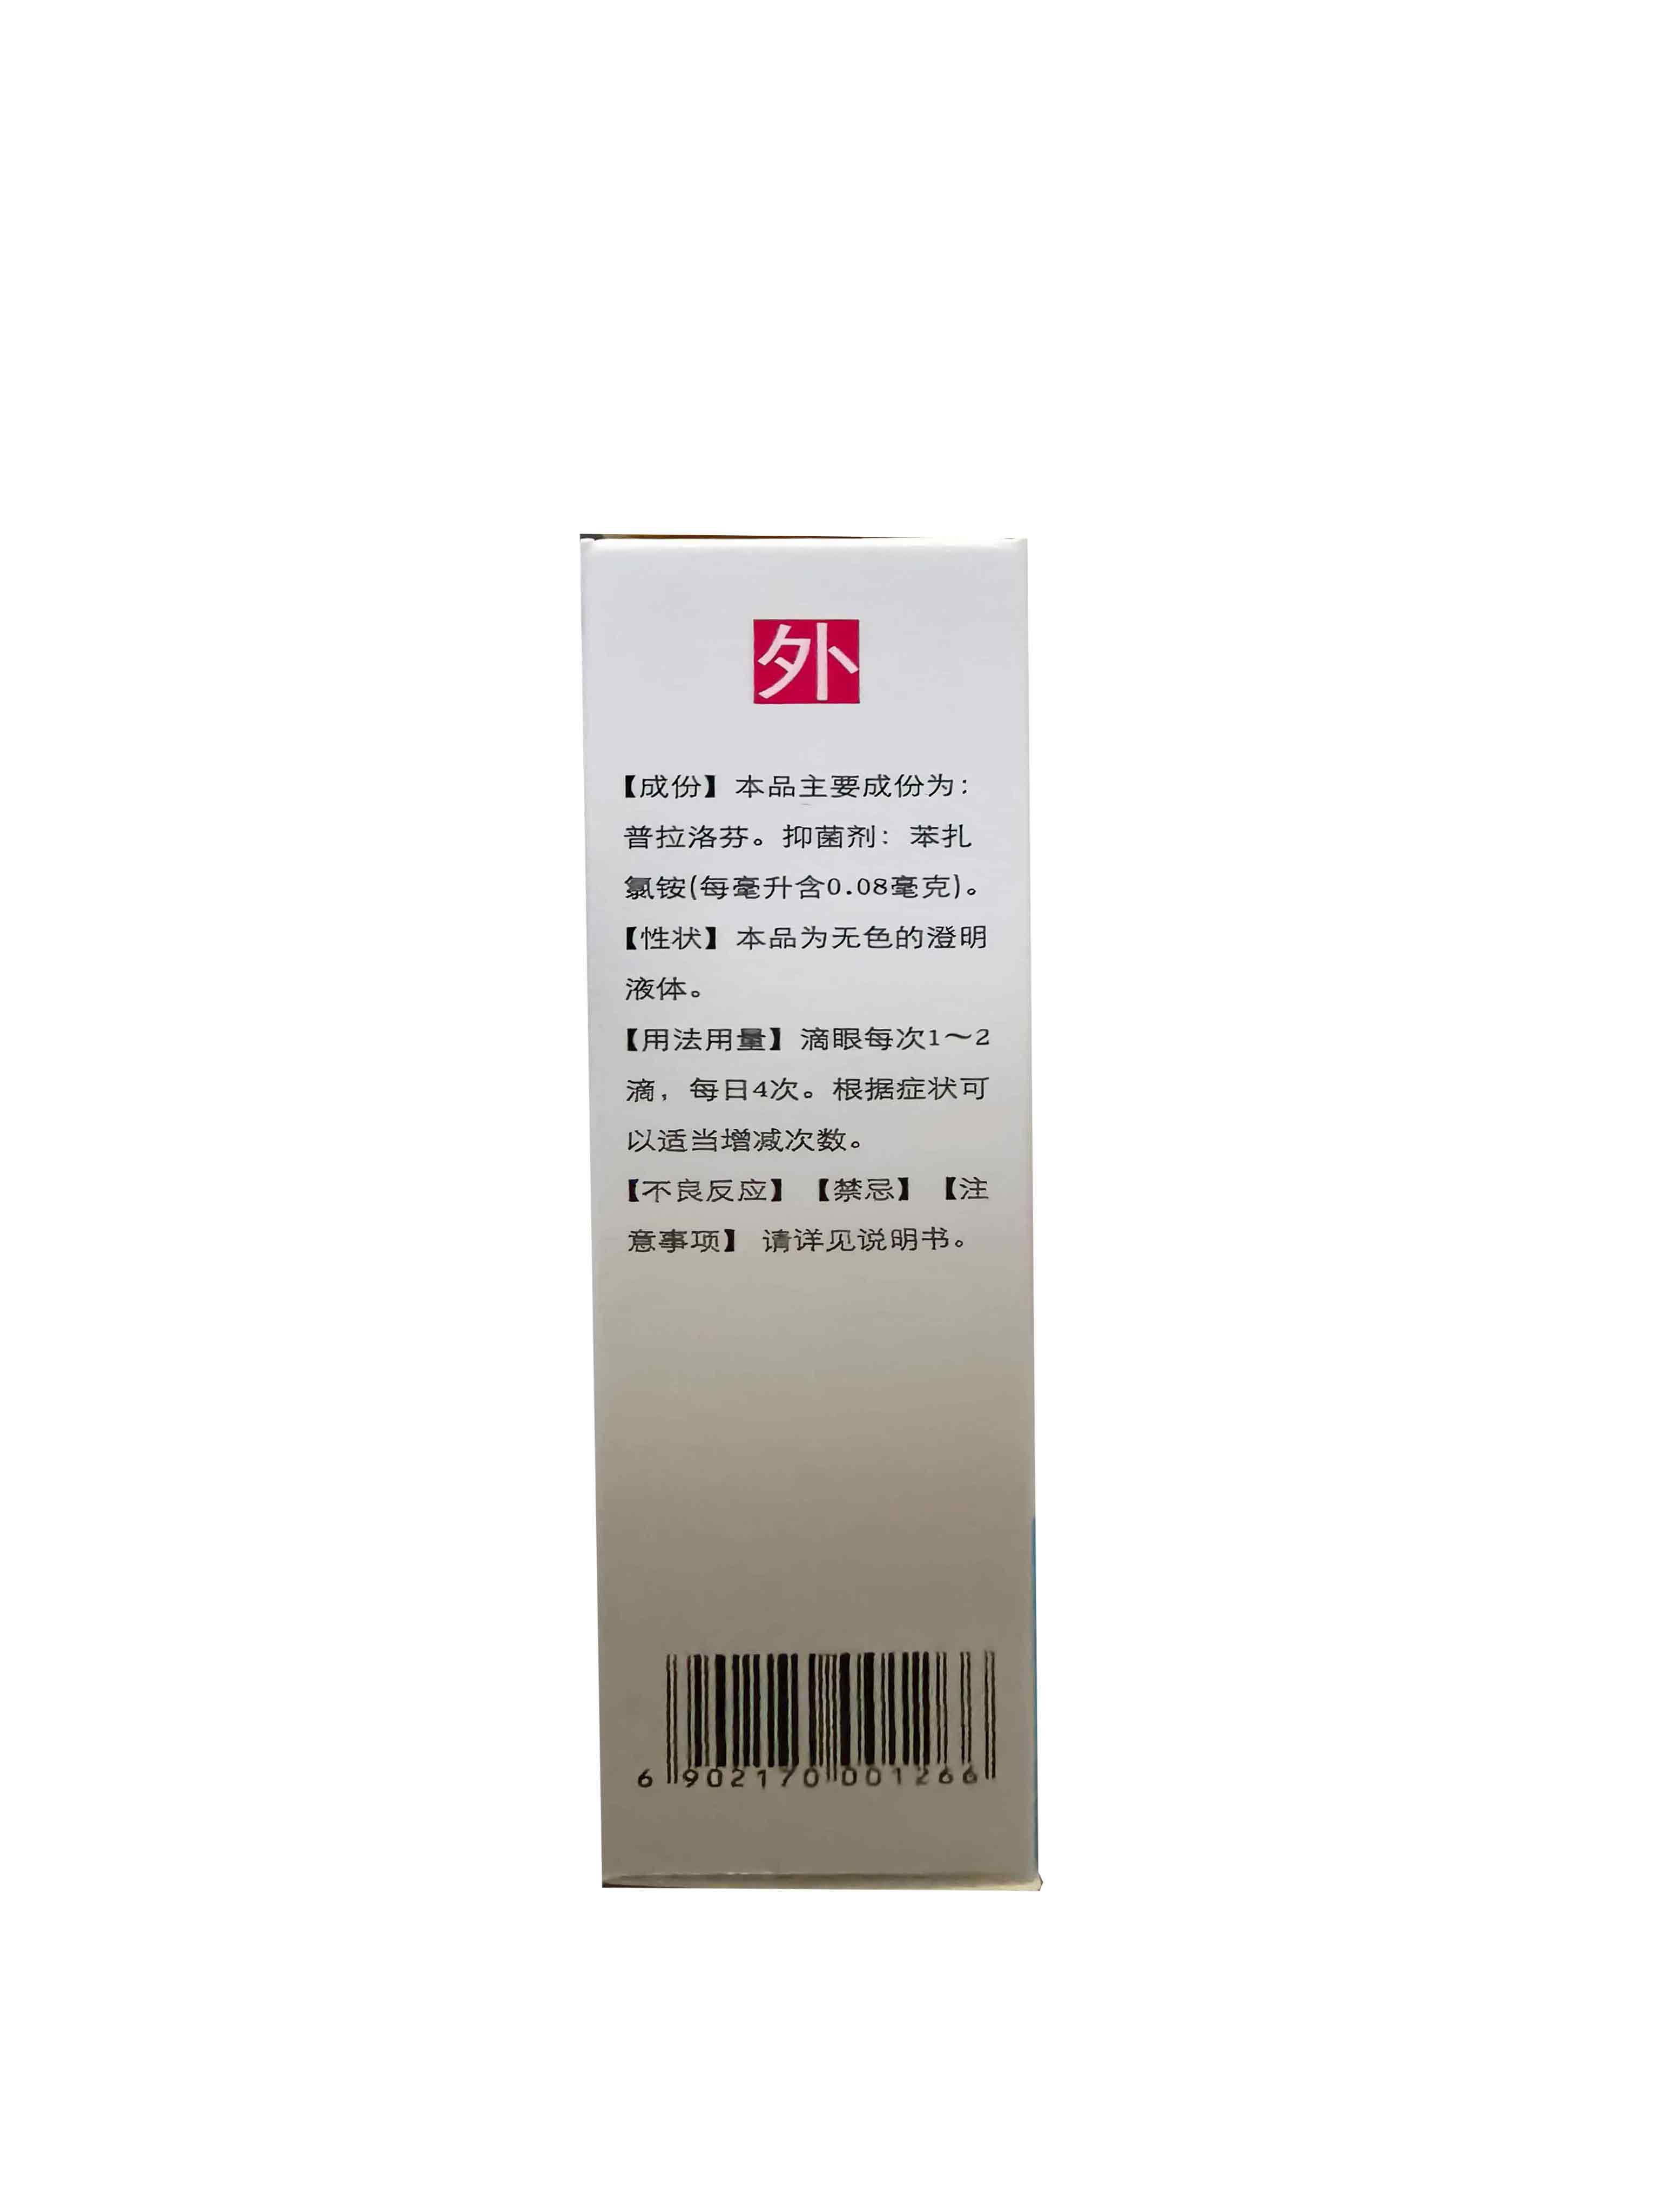 外
【成份】本品主要成份为：
普拉洛芬。抑菌剂：苯扎
氯铵(每毫升含0.08毫克)。
【性状】本品为无色的澄明
液体。
【用法用量】滴眼每次1～2
滴，每日4次。根据症状可
以适当增减次数。
【不良反应】【禁忌】【注
意事项】请详见说明书。
6 902170 001266